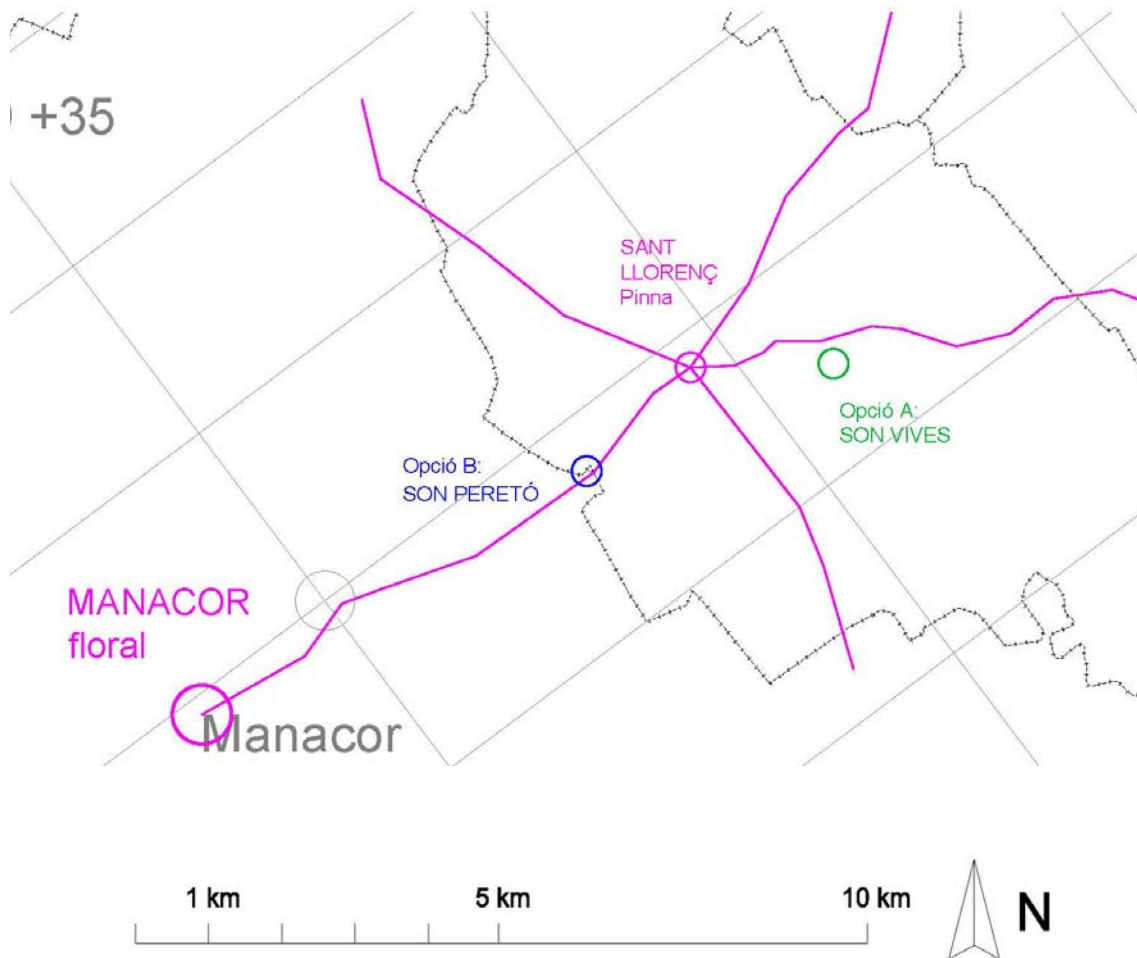 +35
SANT
LLORENÇ
Pinna
Opció A:
SON VIVES
Opció B:
SON PERETÓ
MANACOR
floral
Manacor
1 km
5 km
10 km
N